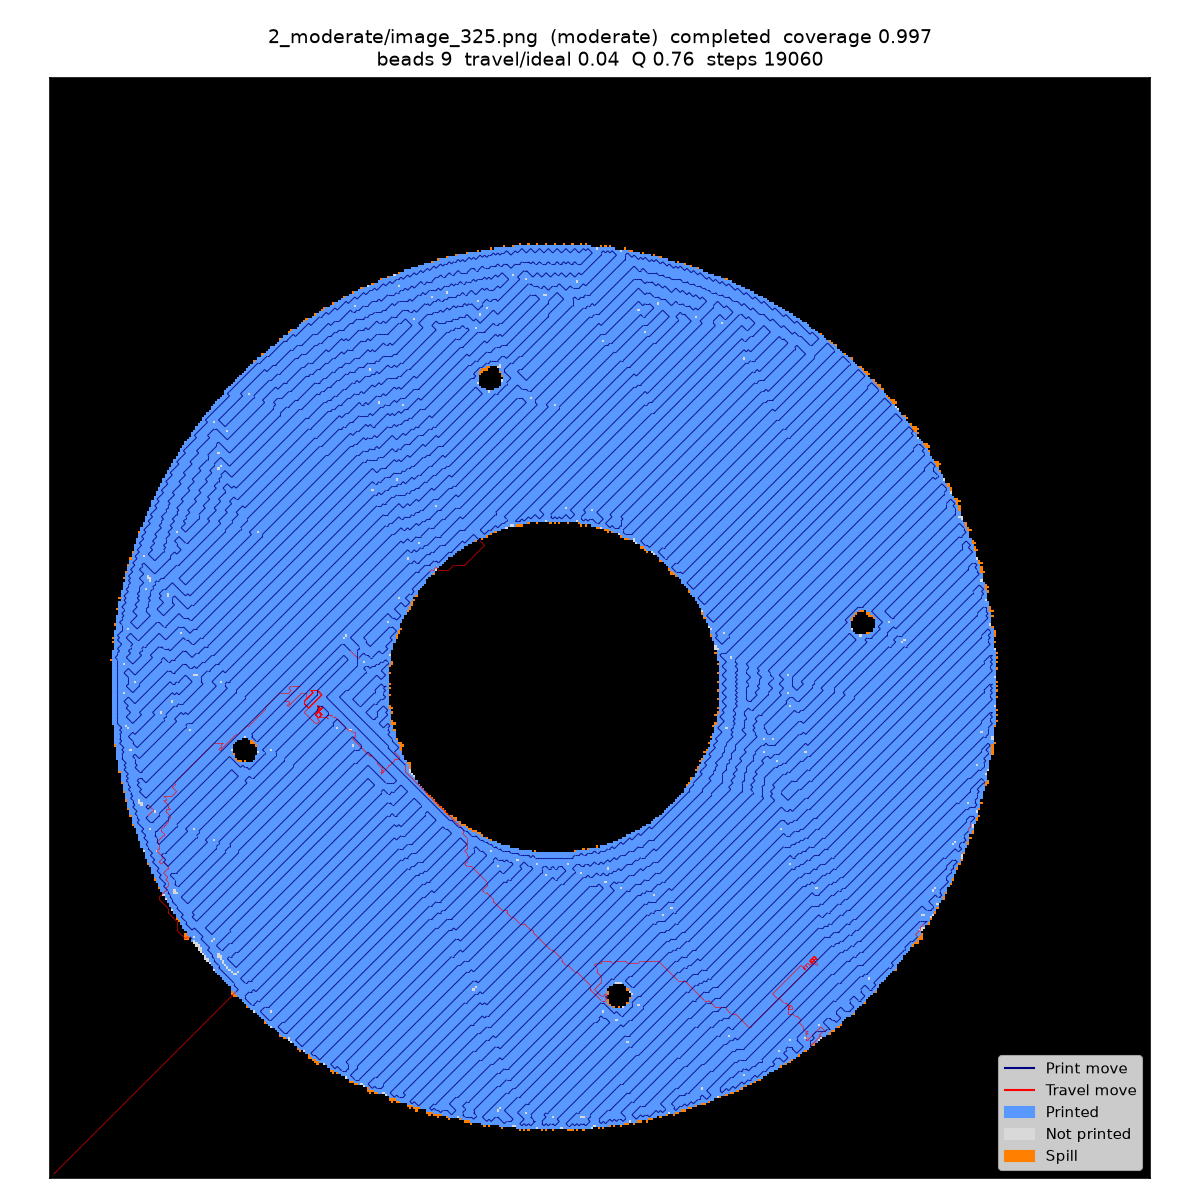 2_moderate/image_325.png  (moderate)  completed  coverage 0.997
beads 9  travel/ideal 0.04  Q 0.76  steps 19060
Print move
Travel move
Printed
Not printed
Spill